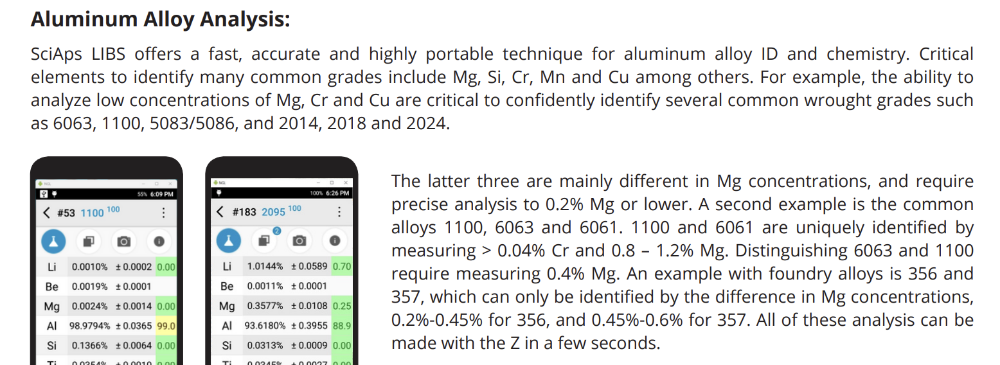 Aluminum Alloy Analysis:
SciAps LIBS offers a fast, accurate and highly portable technique for aluminum alloy ID and chemistry. Critical
elements to identify many common grades include Mg, Si, Cr, Mn and Cu among others. For example, the ability to
analyze low concentrations of Mg, Cr and Cu are critical to confidently identify several common wrought grades such
as 6063, 1100, 5083/5086, and 2014, 2018 and 2024.
NGL
55% 6:09 PM
#53 1100 100
Li 0.0010% ± 0.0002 0.00
Be 0.0019% ± 0.0001
Mg 0.0024% ± 0.0014 0.00
Al 98.9794% ± 0.0365 99.0
Si 0.1366% ± 0.0064 0.00
NGL
100% 6:26 PM
#183 2095 100
2
Li 1.0144% ± 0.0589 0.70
Be 0.0011% ± 0.0001
Mg 0.3577% ± 0.0108 0.25
Al 93.6180% ± 0.3955 88.9
Si 0.0313% ± 0.0009 0.00
The latter three are mainly different in Mg concentrations, and require
precise analysis to 0.2% Mg or lower. A second example is the common
alloys 1100, 6063 and 6061. 1100 and 6061 are uniquely identified by
measuring > 0.04% Cr and 0.8 – 1.2% Mg. Distinguishing 6063 and 1100
require measuring 0.4% Mg. An example with foundry alloys is 356 and
357, which can only be identified by the difference in Mg concentrations,
0.2%-0.45% for 356, and 0.45%-0.6% for 357. All of these analysis can be
made with the Z in a few seconds.